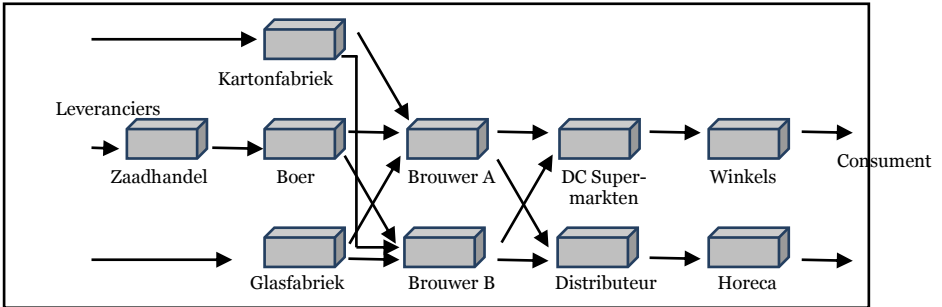 Kartonfabriek
Leveranciers
Zaadhandel
Boer
Brouwer A
DC Super-
markten
Winkels
Consument
Glasfabriek
Brouwer B
Distributeur
Horeca